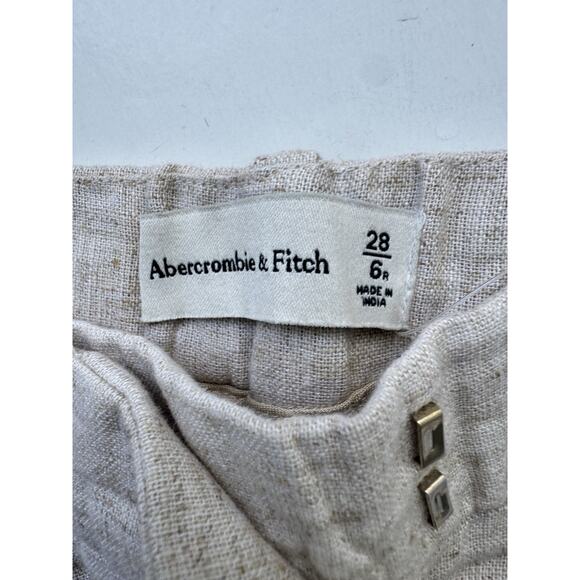 Abercrombie & Fitch
28
6R
MADE IN
INDIA